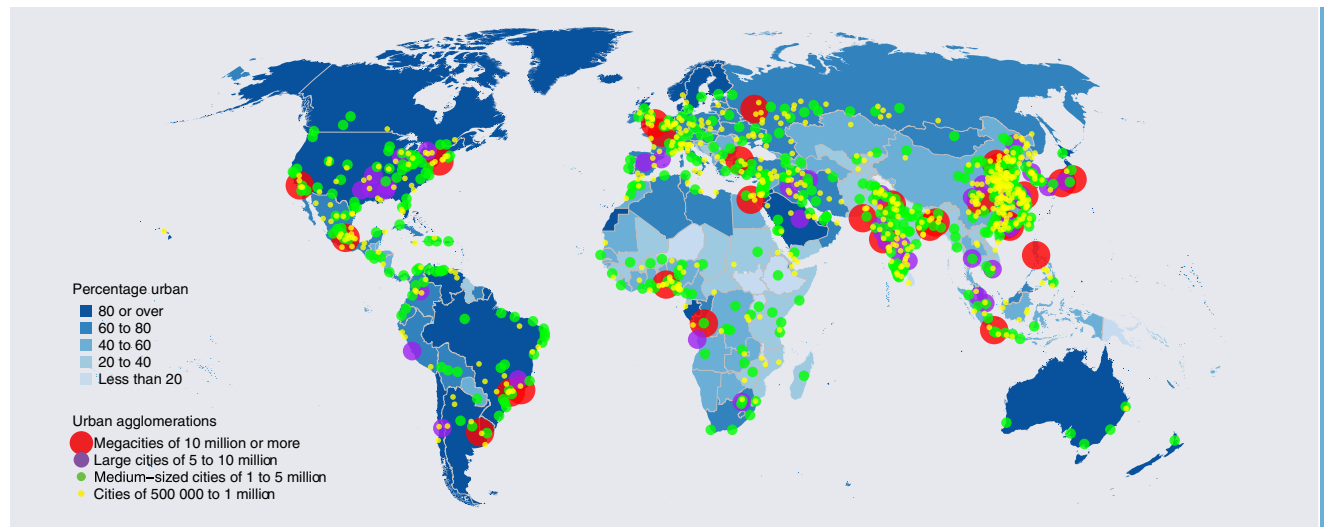 Percentage urban
80 or over
60 to 80
40 to 60
20 to 40
Less than 20
Urban agglomerations
Megacities of 10 million or more
Large cities of 5 to 10 million
Medium−sized cities of 1 to 5 million
Cities of 500 000 to 1 million